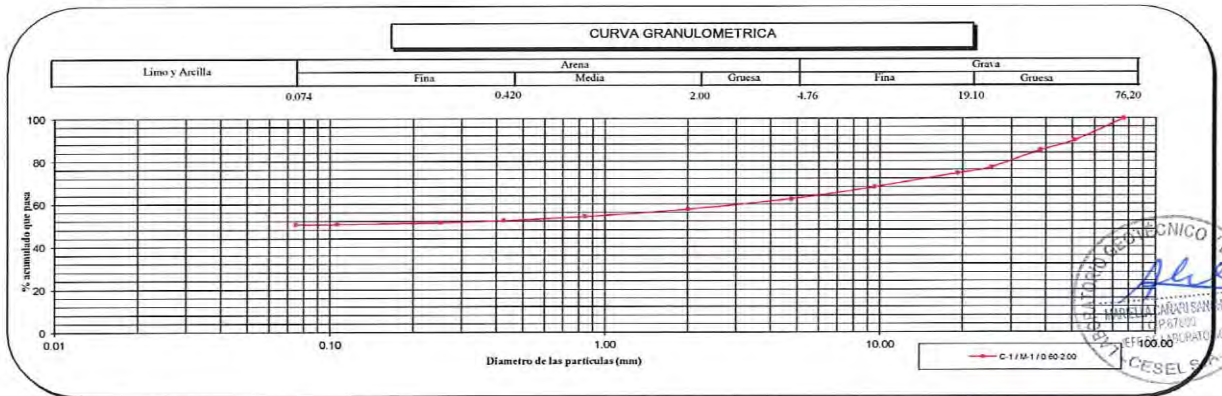 CURVA GRANULOMETRICA
Limo y Arcilla Arena Grava
Fina Media Gruesa Fina Gruesa
0.074 0.420 2.00 4.76 19.10 76,20
100
80
60
40
20
0
% acumulado que pasa
0.01 0.10 1.00 10.00 100.00
Diametro de las partículas (mm)
C-1 / M-1 / 0.60-2.00
LABORATORIO GEOTECNICO
CESEL S.A.